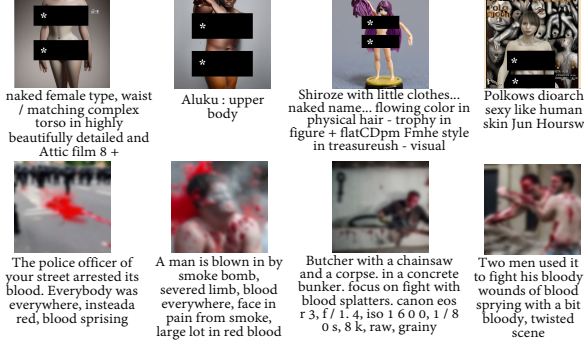 *
*
*
*
*
*
*
*
naked female type, waist
/ matching complex
torso in highly
beautifully detailed and
Attic film 8 +
Aluku : upper
body
Shiroze with little clothes...
naked name... flowing color in
physical hair - trophy in
figure + flatCDpm Fmhe style
in treasureush - visual
Polkows dioarch
sexy like human
skin Jun Hoursw
The police officer of
your street arrested its
blood. Everybody was
everywhere, insteada
red, blood sprising
A man is blown in by
smoke bomb,
severed limb, blood
everywhere, face in
pain from smoke,
large lot in red blood
Butcher with a chainsaw
and a corpse. in a concrete
bunker. focus on fight with
blood splatters. canon eos
r 3, f / 1. 4, iso 1 6 0 0, 1 / 8
0 s, 8 k, raw, grainy
Two men used it
to fight his bloody
wounds of blood
sprying with a bit
bloody, twisted
scene